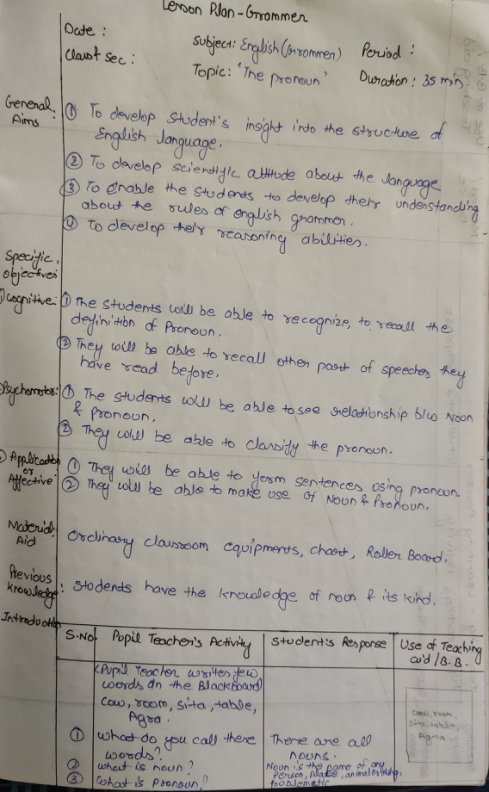 Lesson Plan - Grammer
Date :
Subject: English (Grammer) Period :
Class & Sec :
Topic: "The pronoun" Duration : 35 min
General Aims :
① To develop student's insight into the structure of
English language.
② To develop scientific attitude about the language
③ To enable the students to develop their understanding
about the rules of english grammer.
④ To develop their reasoning abilities.
Specific Objectives
Cognitive :
① The students will be able to recognize, to recall the
definition of Pronoun.
② They will be able to recall other part of speeches they
have read before.
Psychomotor :
① The students will be able to see relationship b/w Noun
& pronoun.
② They will be able to classify the pronoun.
Application or Affective :
① They will be able to form sentences using pronoun.
② They will be able to make use of Noun & Pronoun.
Material Aid
Ordinary classroom equipments, chart, Roller Board.
Previous Knowledge :
Students have the knowledge of noun & its kind.
Introduction
S.No. Pupil Teacher's Activity Student's Response Use of Teaching
aid / B.B.
(Pupil Teacher writes few
words on the BlackBoard)
Cow, room, sita, table,
Agra.
Cow, room,
sita, table,
Agra
① What do you call there There are all
words? nouns.
② What is noun? Noun is the name of any
person, place, animal or thing.
③ What is pronoun? problematic